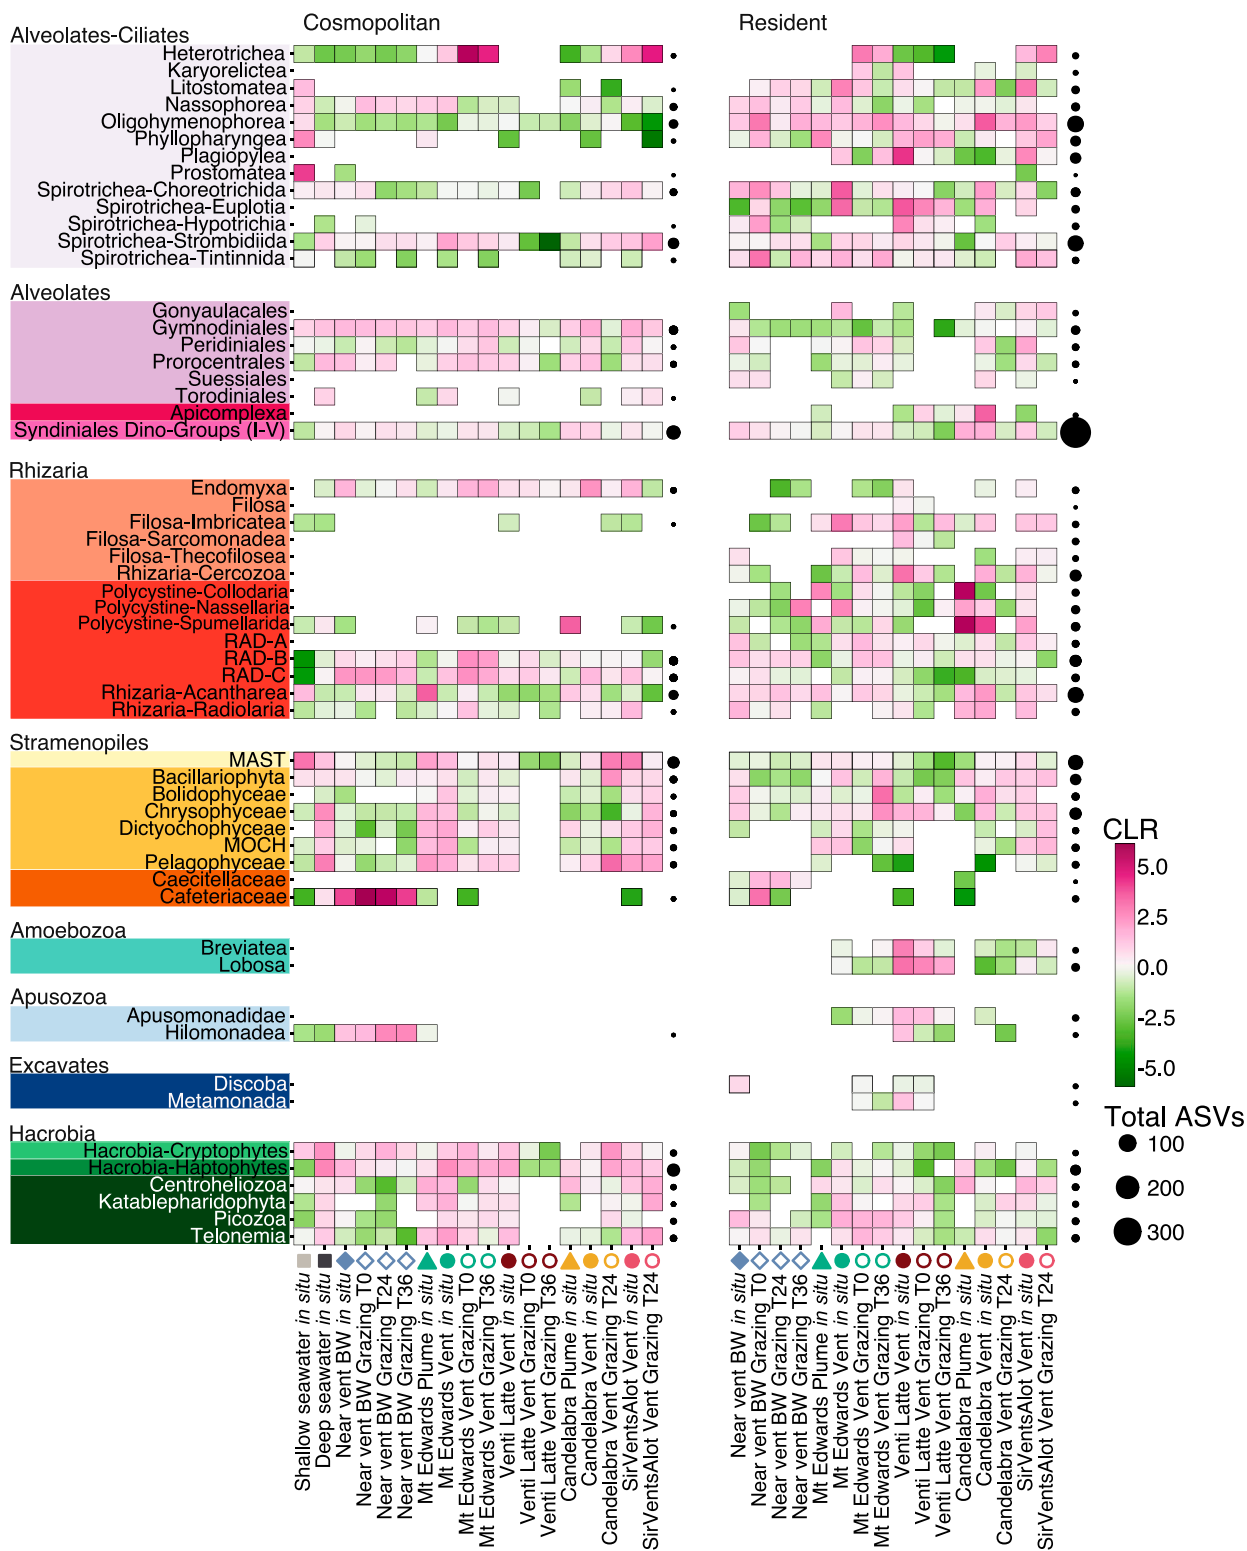 Cosmopolitan
Resident
Alveolates-Ciliates
Heterotrichea
Karyorelictea
Litostomatea
Nassophorea
Oligohymenophorea
Phyllopharyngea
Plagiopylea
Prostomatea
Spirotrichea-Choreotrichida
Spirotrichea-Euplotia
Spirotrichea-Hypotrichia
Spirotrichea-Strombidiida
Spirotrichea-Tintinnida
Alveolates
Gonyaulacales
Gymnodiniales
Peridiniales
Prorocentrales
Suessiales
Torodiniales
Apicomplexa
Syndiniales Dino-Groups (I-V)
Rhizaria
Endomyxa
Filosa
Filosa-Imbricatea
Filosa-Sarcomonadea
Filosa-Thecofilosea
Rhizaria-Cercozoa
Polycystine-Collodaria
Polycystine-Nassellaria
Polycystine-Spumellarida
RAD-A
RAD-B
RAD-C
Rhizaria-Acantharea
Rhizaria-Radiolaria
Stramenopiles
MAST
Bacillariophyta
Bolidophyceae
Chrysophyceae
Dictyochophyceae
MOCH
Pelagophyceae
Caecitellaceae
Cafeteriaceae
Amoebozoa
Breviatea
Lobosa
Apusozoa
Apusomonadidae
Hilomonadea
Excavates
Discoba
Metamonada
Hacrobia
Hacrobia-Cryptophytes
Hacrobia-Haptophytes
Centroheliozoa
Katablepharidophyta
Picozoa
Telonemia
Shallow seawater in situ
Deep seawater in situ
Near vent BW in situ
Near vent BW Grazing T0
Near vent BW Grazing T24
Near vent BW Grazing T36
Mt Edwards Plume in situ
Mt Edwards Vent in situ
Mt Edwards Vent Grazing T0
Mt Edwards Vent Grazing T36
Venti Latte Vent in situ
Venti Latte Vent Grazing T0
Venti Latte Vent Grazing T36
Candelabra Plume in situ
Candelabra Vent in situ
Candelabra Vent Grazing T24
SirVentsAlot Vent in situ
SirVentsAlot Vent Grazing T24
Near vent BW in situ
Near vent BW Grazing T0
Near vent BW Grazing T24
Near vent BW Grazing T36
Mt Edwards Plume in situ
Mt Edwards Vent in situ
Mt Edwards Vent Grazing T0
Mt Edwards Vent Grazing T36
Venti Latte Vent in situ
Venti Latte Vent Grazing T0
Venti Latte Vent Grazing T36
Candelabra Plume in situ
Candelabra Vent in situ
Candelabra Vent Grazing T24
SirVentsAlot Vent in situ
SirVentsAlot Vent Grazing T24
CLR
5.0
2.5
0.0
-2.5
-5.0
Total ASVs
100
200
300